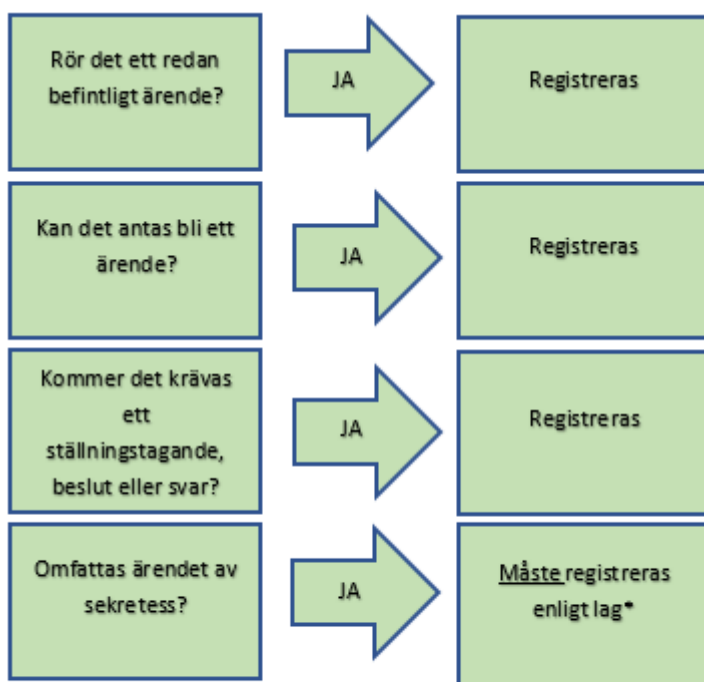 Rör det ett redan
befintligt ärende?
JA
Registreras
Kan det antas bli ett
ärende?
JA
Registreras
Kommer det krävas
ett
ställningstagande,
beslut eller svar?
JA
Registreras
Omfattas ärendet av
sekretess?
JA
Måste registreras
enligt lag*